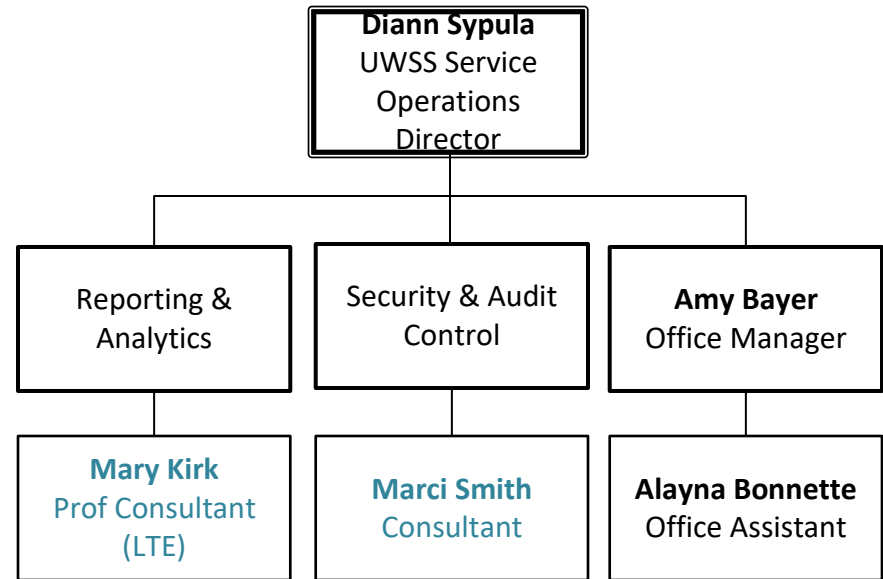 Diann Sypula
UWSS Service
Operations
Director
Reporting &
Analytics
Security & Audit
Control
Amy Bayer
Office Manager
Mary Kirk
Prof Consultant
(LTE)
Marci Smith
Consultant
Alayna Bonnette
Office Assistant